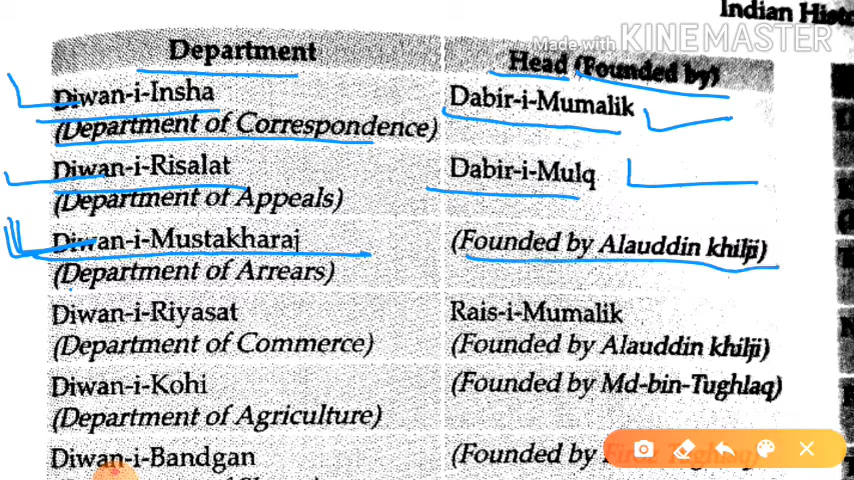 Indian Histo
Made with KINEMASTER
Department Head (Founded by)
Diwan-i-Insha Dabir-i-Mumalik
(Department of Correspondence)
Diwan-i-Risalat Dabir-i-Mulq
(Department of Appeals)
Diwan-i-Mustakharaj (Founded by Alauddin khilji)
(Department of Arrears)
Diwan-i-Riyasat Rais-i-Mumalik
(Department of Commerce) (Founded by Alauddin khilji)
Diwan-i-Kohi (Founded by Md-bin-Tughlaq)
(Department of Agriculture)
Diwan-i-Bandgan (Founded by